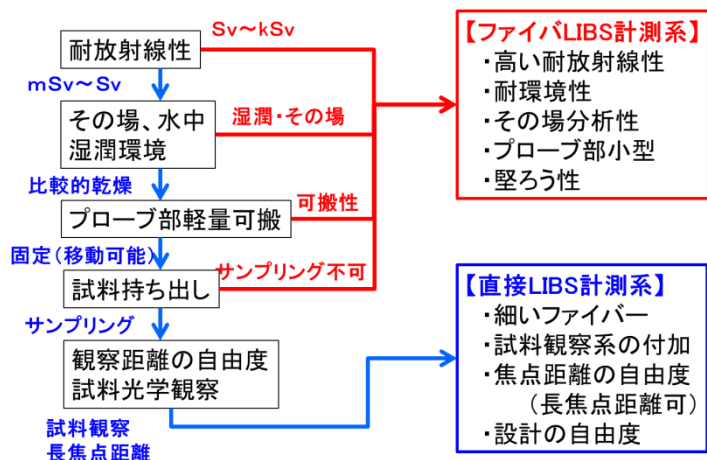 耐放射線性
Sv～kSv
mSv～Sv
その場、水中
湿潤環境
湿潤・その場
比較的乾燥
プローブ部軽量可搬
可搬性
固定（移動可能）
試料持ち出し
サンプリング不可
サンプリング
観察距離の自由度
試料光学観察
試料観察
長焦点距離
【ファイバLIBS計測系】
・高い耐放射線性
・耐環境性
・その場分析性
・プローブ部小型
・堅ろう性
【直接LIBS計測系】
・細いファイバー
・試料観察系の付加
・焦点距離の自由度
（長焦点距離可）
・設計の自由度